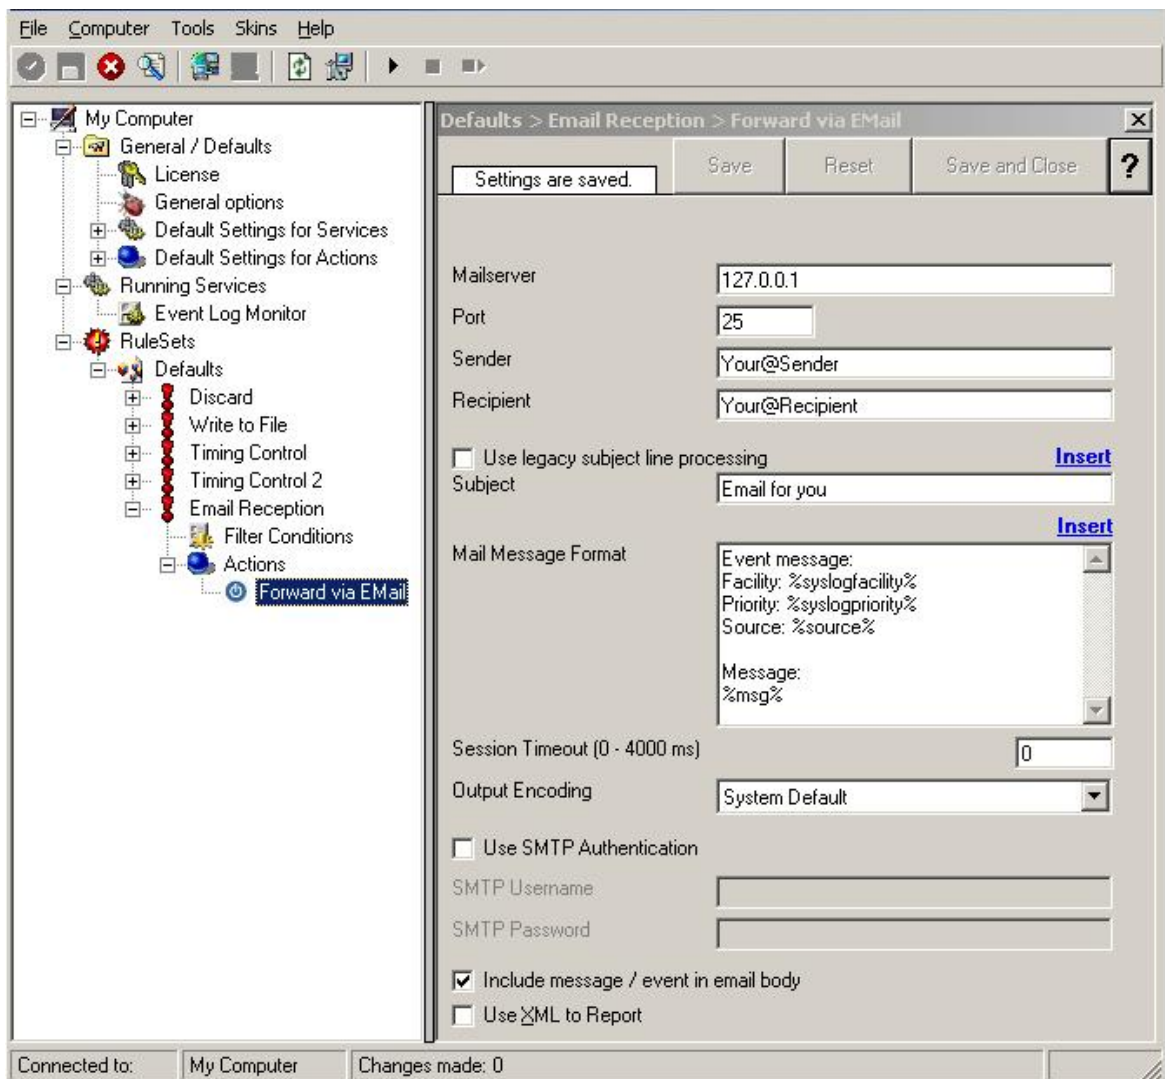 File Computer Tools Skins Help
My Computer
General / Defaults
License
General options
Default Settings for Services
Default Settings for Actions
Running Services
Event Log Monitor
RuleSets
Defaults
Discard
Write to File
Timing Control
Timing Control 2
Email Reception
Filter Conditions
Actions
Forward via EMail
Defaults > Email Reception > Forward via EMail
Settings are saved. Save Reset Save and Close ?
Mailserver 127.0.0.1
Port 25
Sender Your@Sender
Recipient Your@Recipient
Use legacy subject line processing Insert
Subject Email for you
Insert
Mail Message Format Event message:
Facility: %syslogfacility%
Priority: %syslogpriority%
Source: %source%
Message:
%msg%
Session Timeout (0 - 4000 ms) 0
Output Encoding System Default
Use SMTP Authentication
SMTP Username
SMTP Password
Include message / event in email body
Use XML to Report
Connected to: My Computer Changes made: 0